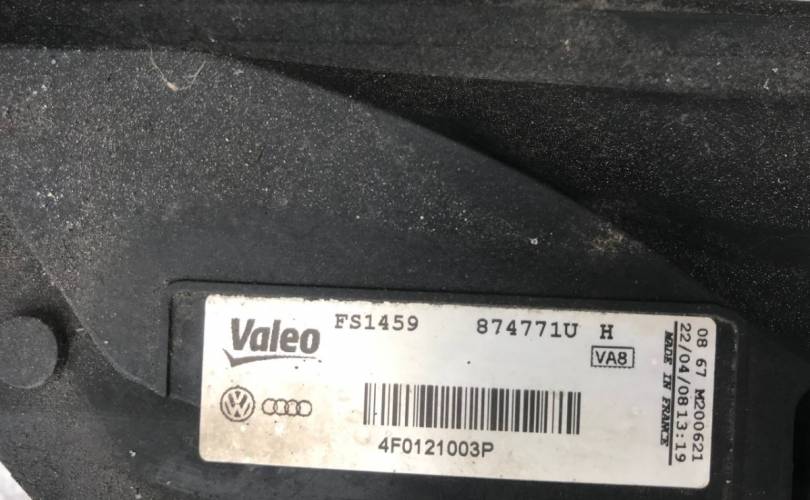 Valeo
FS1459 874771U H
VA8
4F0121003P
08 67 M200621
22/04/08 13:19
MADE IN FRANCE